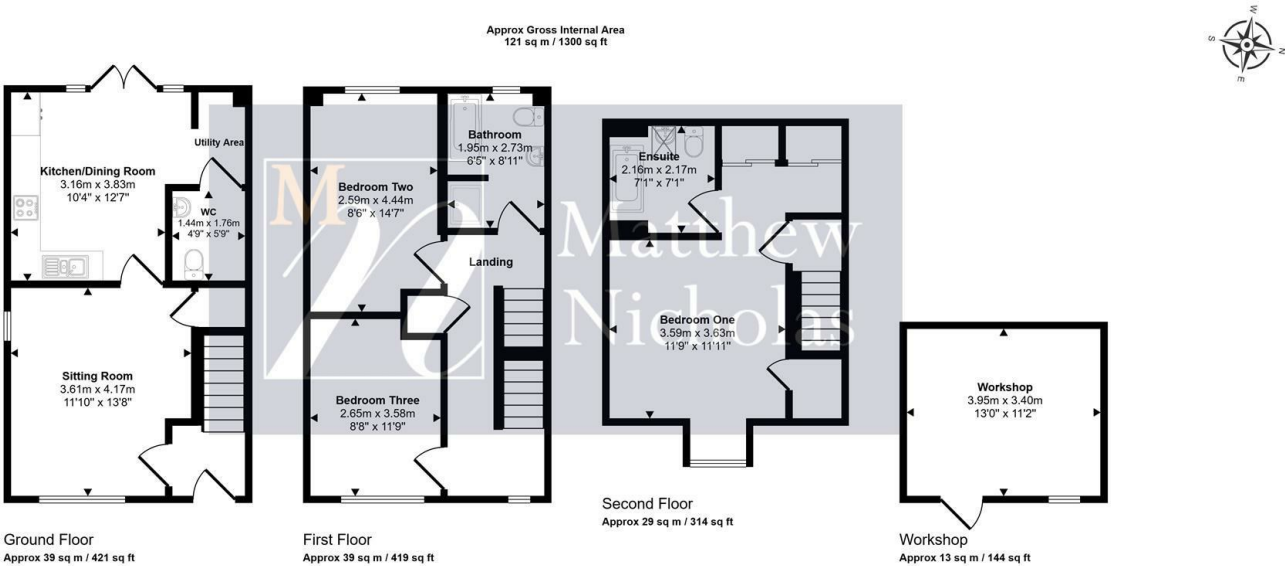 Approx Gross Internal Area
121 sq m / 1300 sq ft
W
S
N
E
Kitchen/Dining Room
3.16m x 3.83m
10'4" x 12'7"
Utility Area
WC
1.44m x 1.76m
4'9" x 5'9"
Sitting Room
3.61m x 4.17m
11'10" x 13'8"
Ground Floor
Approx 39 sq m / 421 sq ft
Bedroom Two
2.59m x 4.44m
8'6" x 14'7"
Bathroom
1.95m x 2.73m
6'5" x 8'11"
Landing
Bedroom Three
2.65m x 3.58m
8'8" x 11'9"
First Floor
Approx 39 sq m / 419 sq ft
Ensuite
2.16m x 2.17m
7'1" x 7'1"
Bedroom One
3.59m x 3.63m
11'9" x 11'11"
Second Floor
Approx 29 sq m / 314 sq ft
Workshop
3.95m x 3.40m
13'0" x 11'2"
Workshop
Approx 13 sq m / 144 sq ft
M
n
Matthew
Nicholas